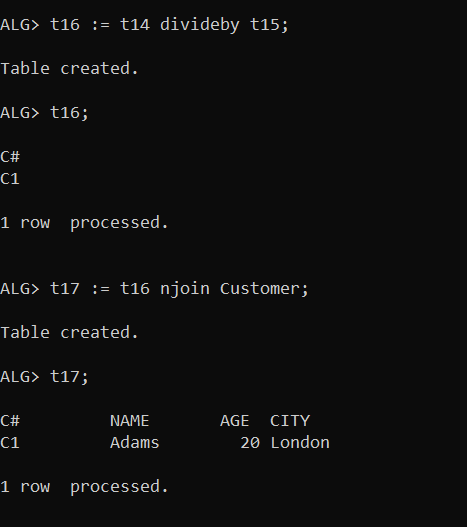 ALG> t16 := t14 divideby t15;
Table created.
ALG> t16;
C#
C1
1 row  processed.
ALG> t17 := t16 njoin Customer;
Table created.
ALG> t17;
C#         NAME       AGE  CITY
C1         Adams        20 London
1 row  processed.